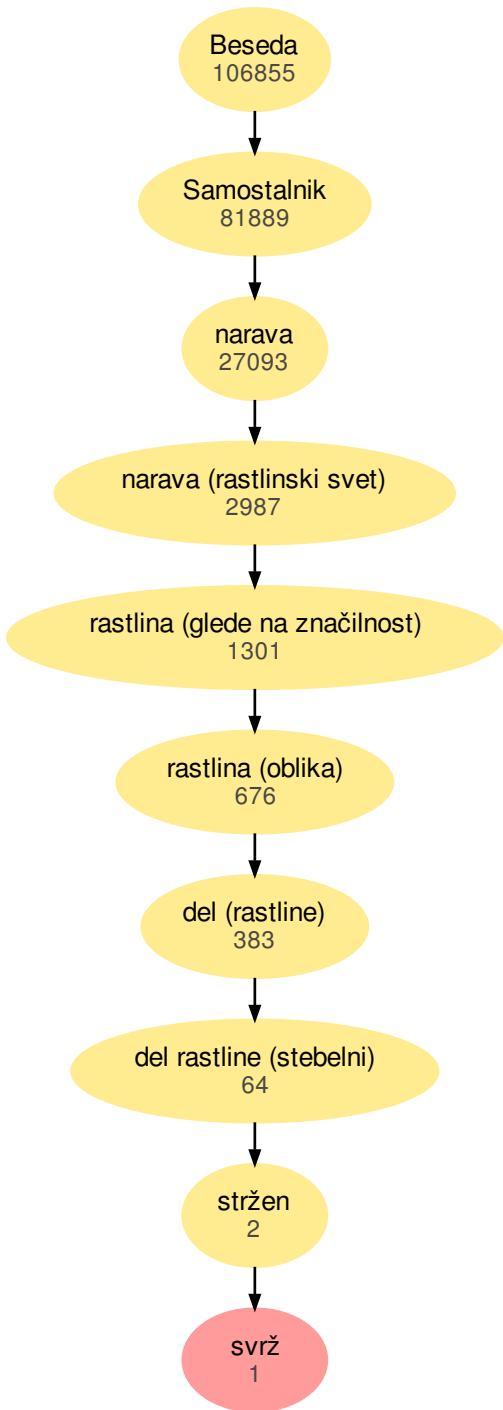 Beseda
106855
Samostalnik
81889
narava
27093
narava (rastlinski svet)
2987
rastlina (glede na značilnost)
1301
rastlina (oblika)
676
del (rastline)
383
del rastline (stebelni)
64
stržen
2
svrž
1